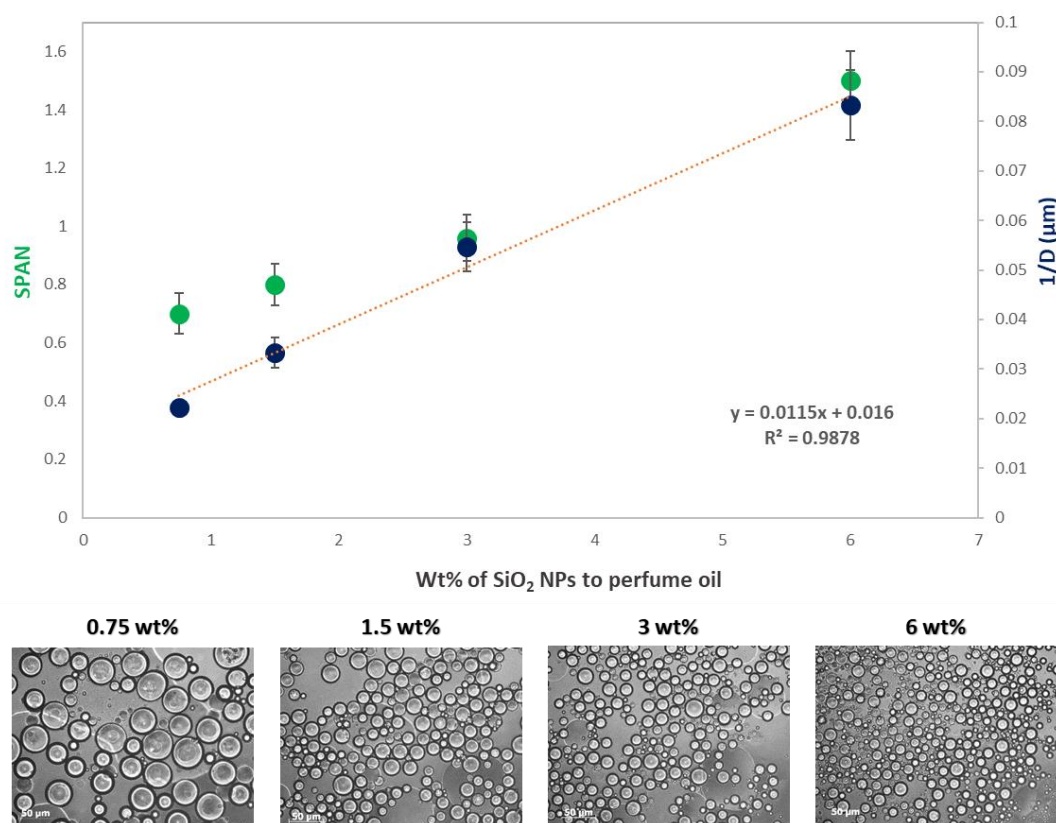 1.6
1.4
1.2
1
0.8
0.6
0.4
0.2
0
SPAN
0.1
0.09
0.08
0.07
0.06
0.05
0.04
0.03
0.02
0.01
0
1/D (µm)
y = 0.0115x + 0.016
R² = 0.9878
0 1 2 3 4 5 6 7
Wt% of SiO₂ NPs to perfume oil
0.75 wt% 1.5 wt% 3 wt% 6 wt%
50 µm 50 µm 50 µm 50 µm